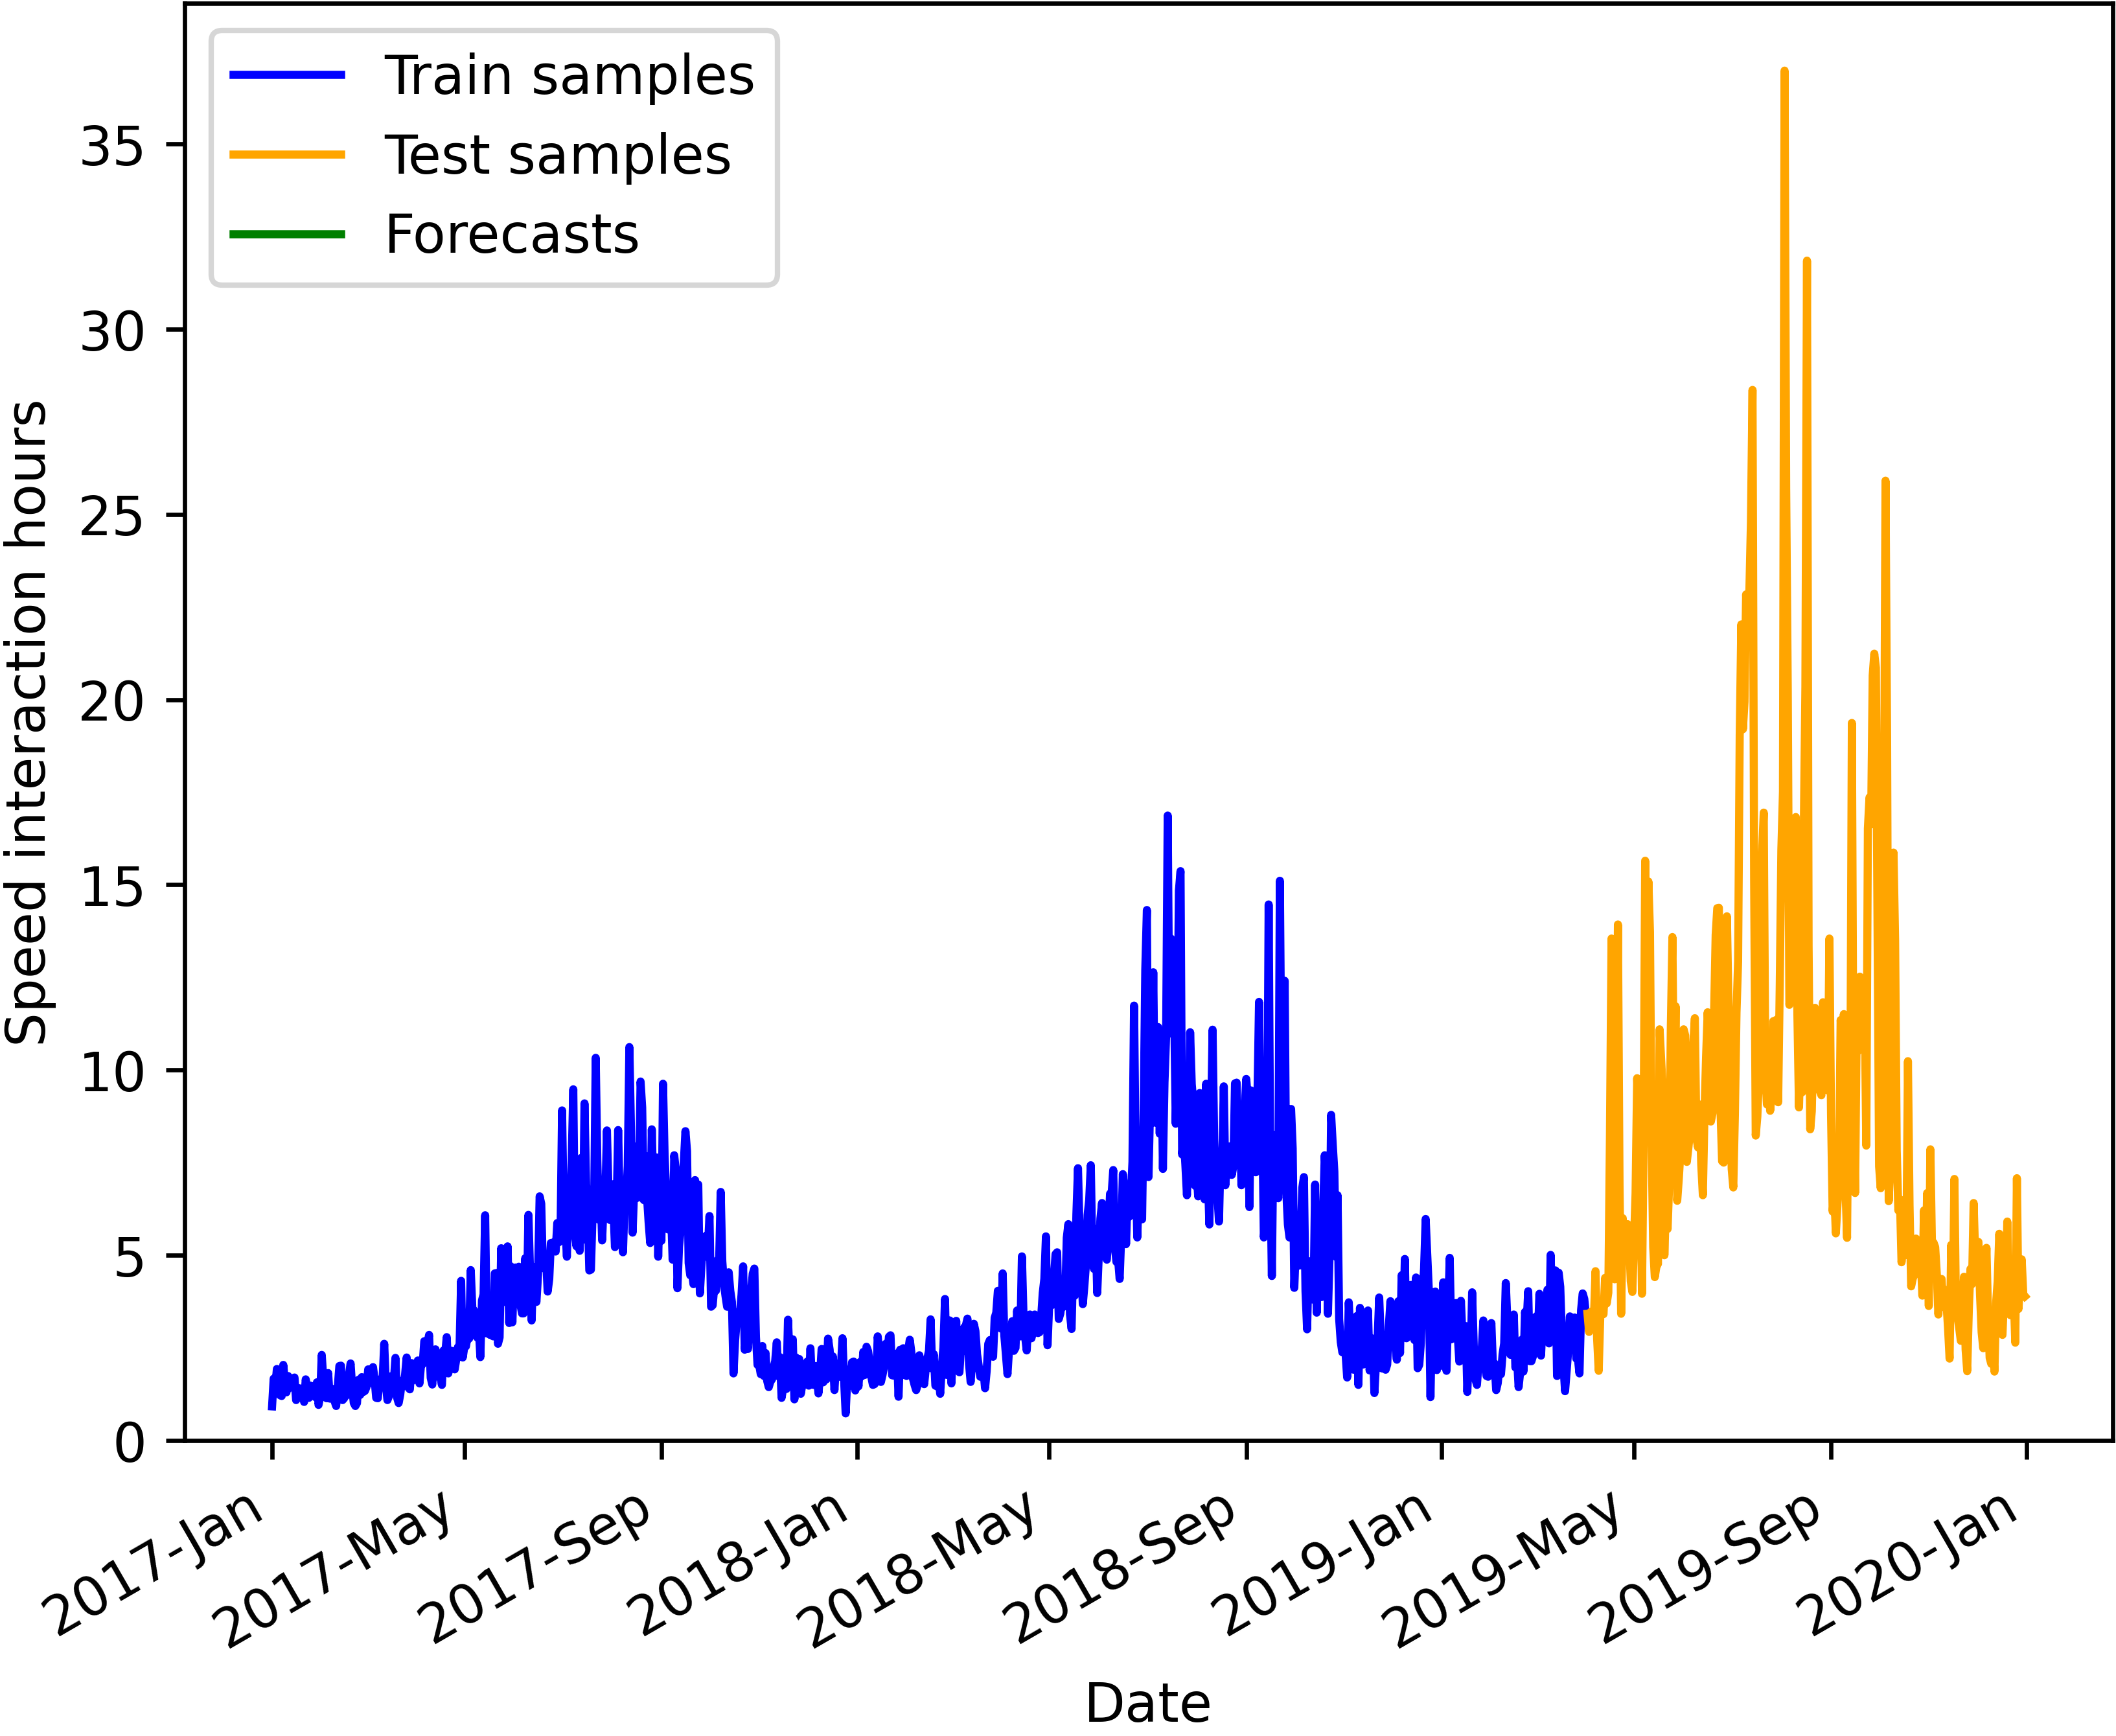 Train samples
Test samples
Forecasts
35
30
25
20
15
10
5
0
Speed interaction hours
2017-Jan
2017-May
2017-Sep
2018-Jan
2018-May
2018-Sep
2019-Jan
2019-May
2019-Sep
2020-Jan
Date